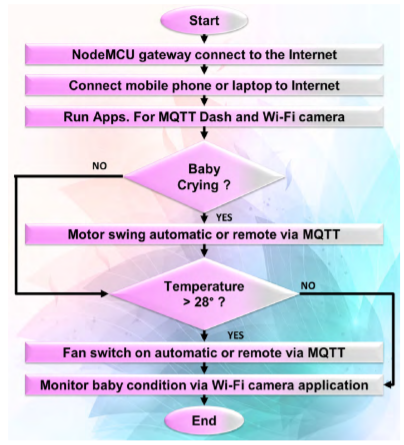 Start
NodeMCU gateway connect to the Internet
Connect mobile phone or laptop to Internet
Run Apps. For MQTT Dash and Wi-Fi camera
NO
Baby
Crying ?
YES
Motor swing automatic or remote via MQTT
Temperature
> 28° ?
NO
YES
Fan switch on automatic or remote via MQTT
Monitor baby condition via Wi-Fi camera application
End